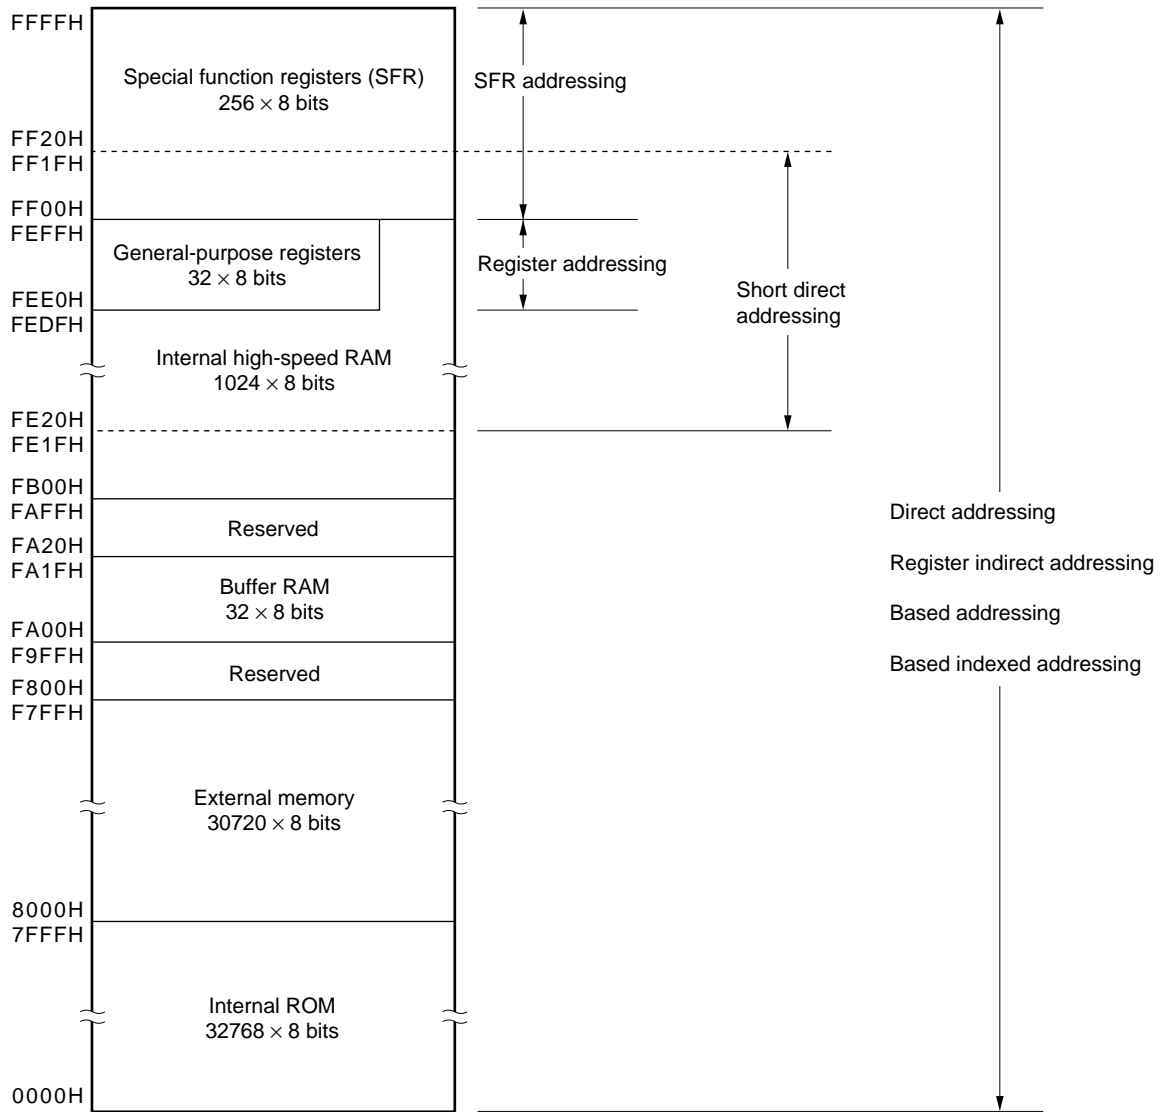 FFFFH
Special function registers (SFR)
256 × 8 bits
SFR addressing
FF20H
FF1FH
FF00H
FEFFH
General-purpose registers
32 × 8 bits
Register addressing
FEE0H
FEDFH
Short direct
addressing
Internal high-speed RAM
1024 × 8 bits
FE20H
FE1FH
FB00H
FAFFH
Reserved
FA20H
FA1FH
Buffer RAM
32 × 8 bits
FA00H
F9FFH
Reserved
F800H
F7FFH
Direct addressing
Register indirect addressing
Based addressing
Based indexed addressing
External memory
30720 × 8 bits
8000H
7FFFH
Internal ROM
32768 × 8 bits
0000H